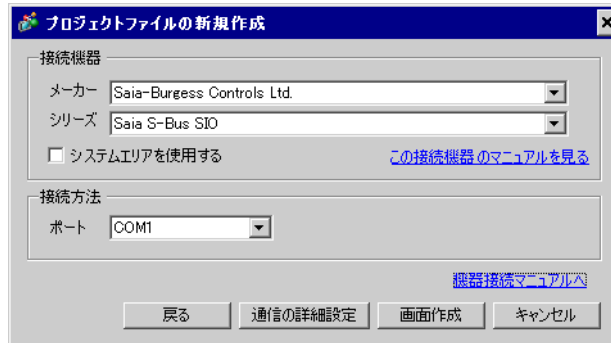 プロジェクトファイルの新規作成
接続機器
メーカー Saia-Burgess Controls Ltd.
シリーズ Saia S-Bus SIO
システムエリアを使用する この接続機器のマニュアルを見る
接続方法
ポート COM1
機器接続マニュアルへ
戻る 通信の詳細設定 画面作成 キャンセル